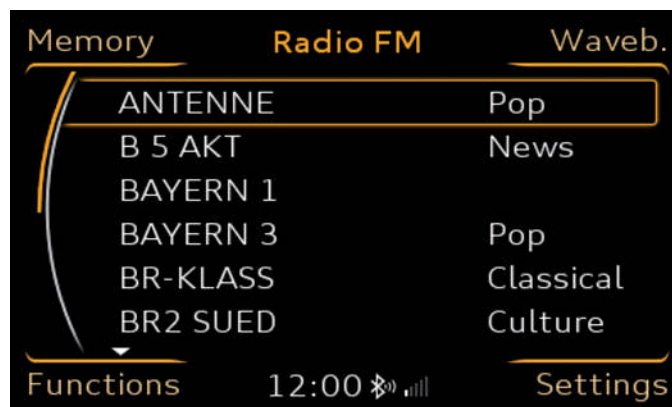 Memory Radio FM Waveb.
ANTENNE Pop
B 5 AKT News
BAYERN 1
BAYERN 3 Pop
BR-KLASS Classical
BR2 SUED Culture
Functions 12:00 Settings